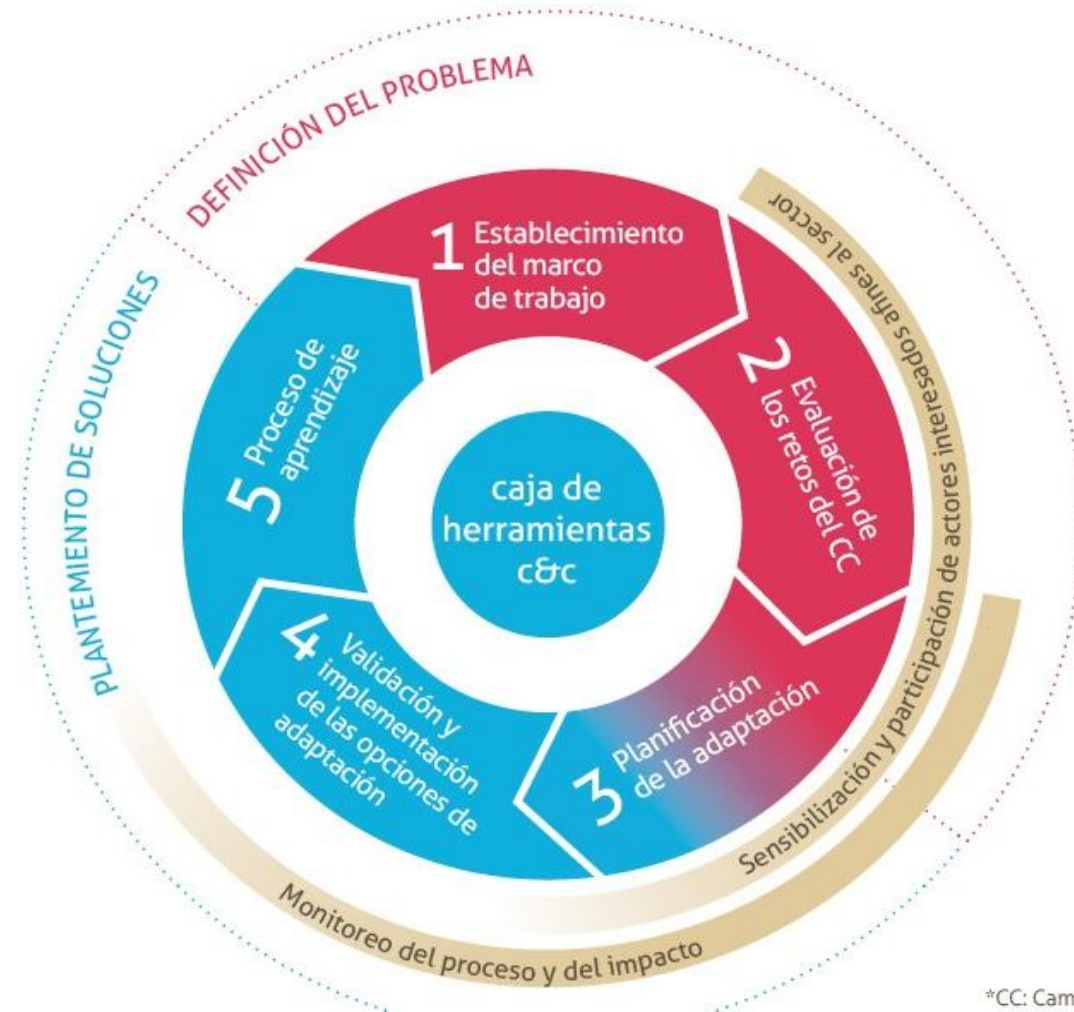 DEFINICIÓN DEL PROBLEMA
PLANTEMIENTO DE SOLUCIONES
1 Establecimiento
del marco
de trabajo
2 Evaluación de
los retos del CC
3 Planificación
de la adaptación
4 Validación y
implementación
de las opciones de
adaptación
5 Proceso de
aprendizaje
caja de
herramientas
c&c
Sensibilización y participación de actores interesados afines al sector
Monitoreo del proceso y del impacto
*CC: Cam